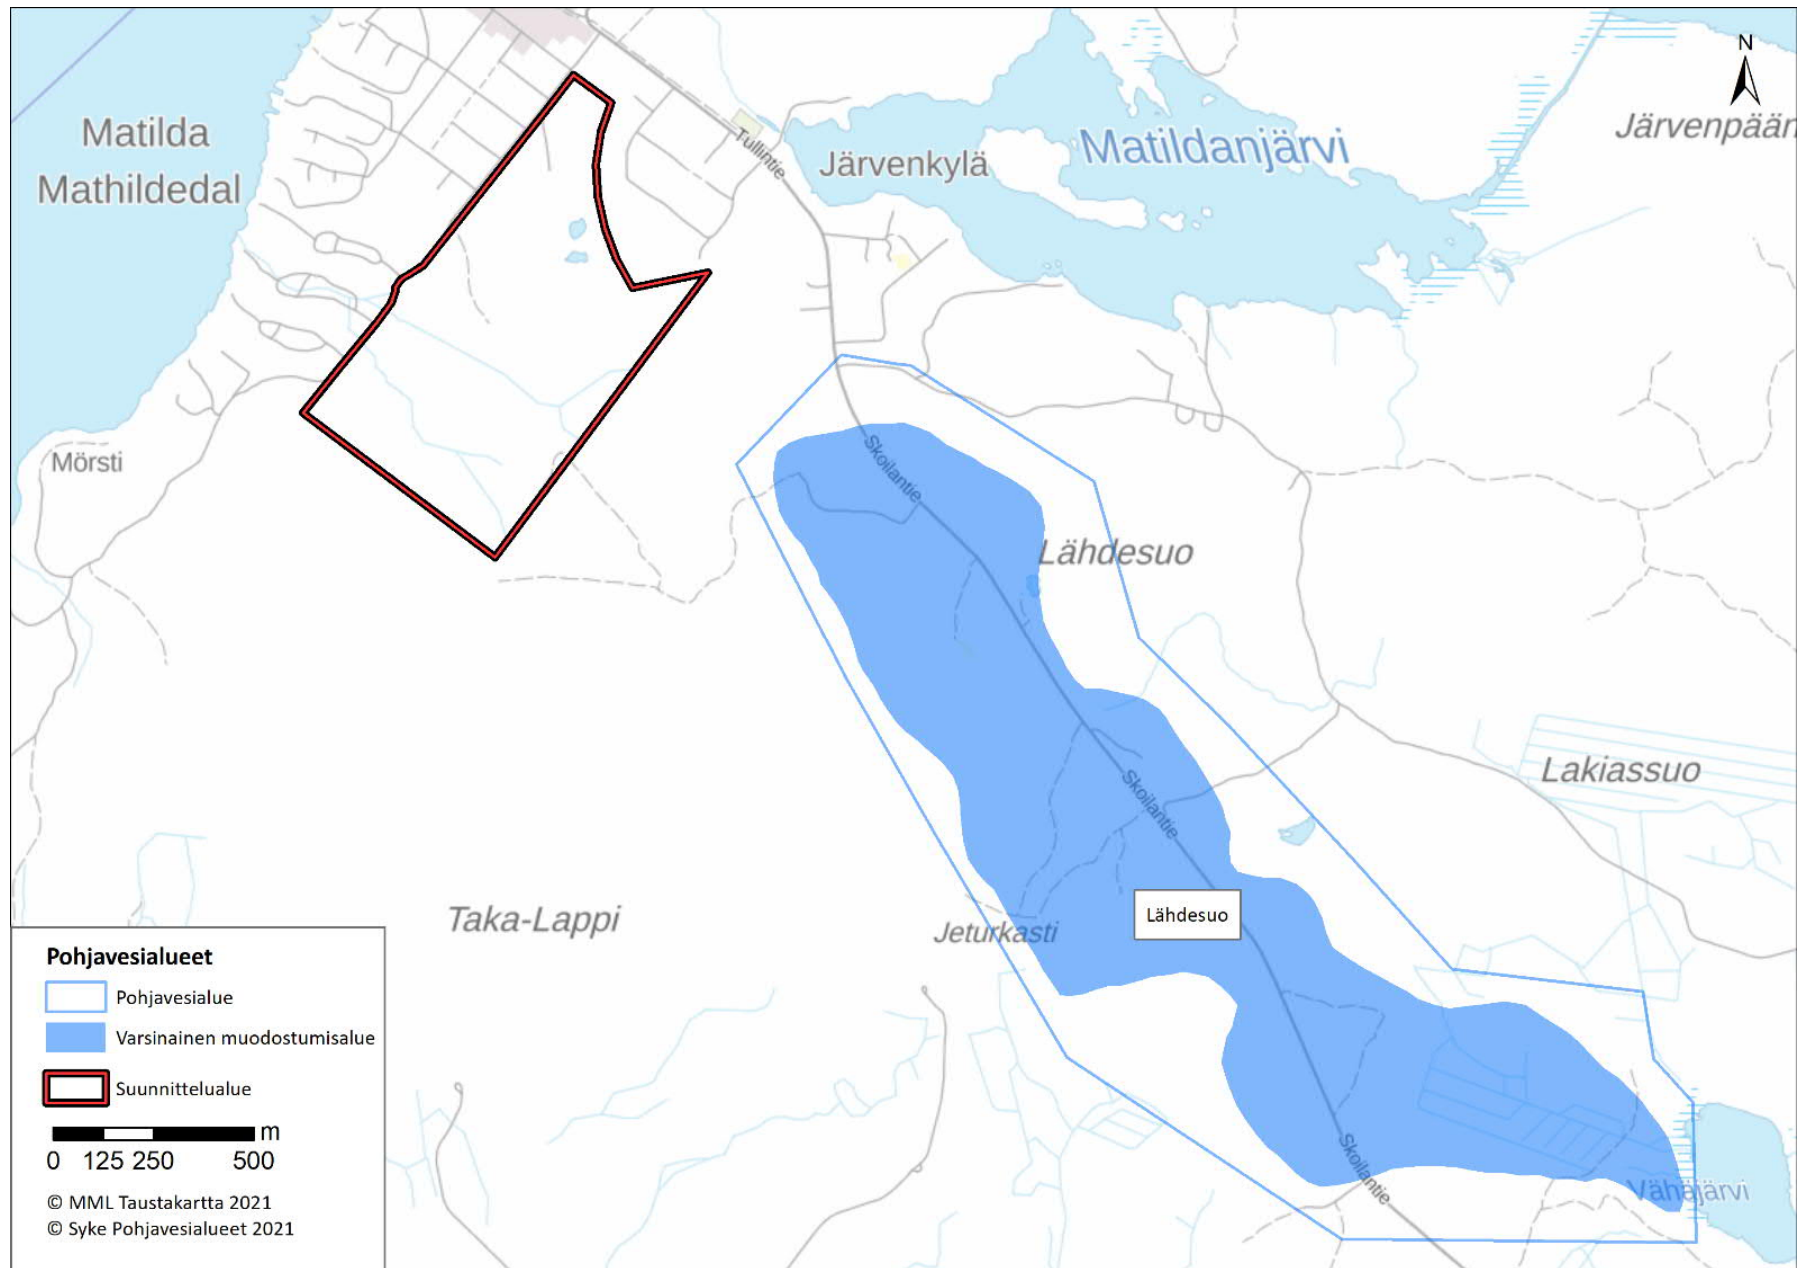 N
Matilda
Mathildedal
Tullintie
Järvenkylä
Matildanjärvi
Järvenpään
Mörsti
Skoilantie
Lähdesuo
Lakiassuo
Skoilantie
Taka-Lappi
Jeturkasti
Lähdesuo
Skoilantie
Vähäjärvi
Pohjavesialueet
Pohjavesialue
Varsinainen muodostumisalue
Suunnittelualue
m
0 125 250 500
© MML Taustakartta 2021
© Syke Pohjavesialueet 2021